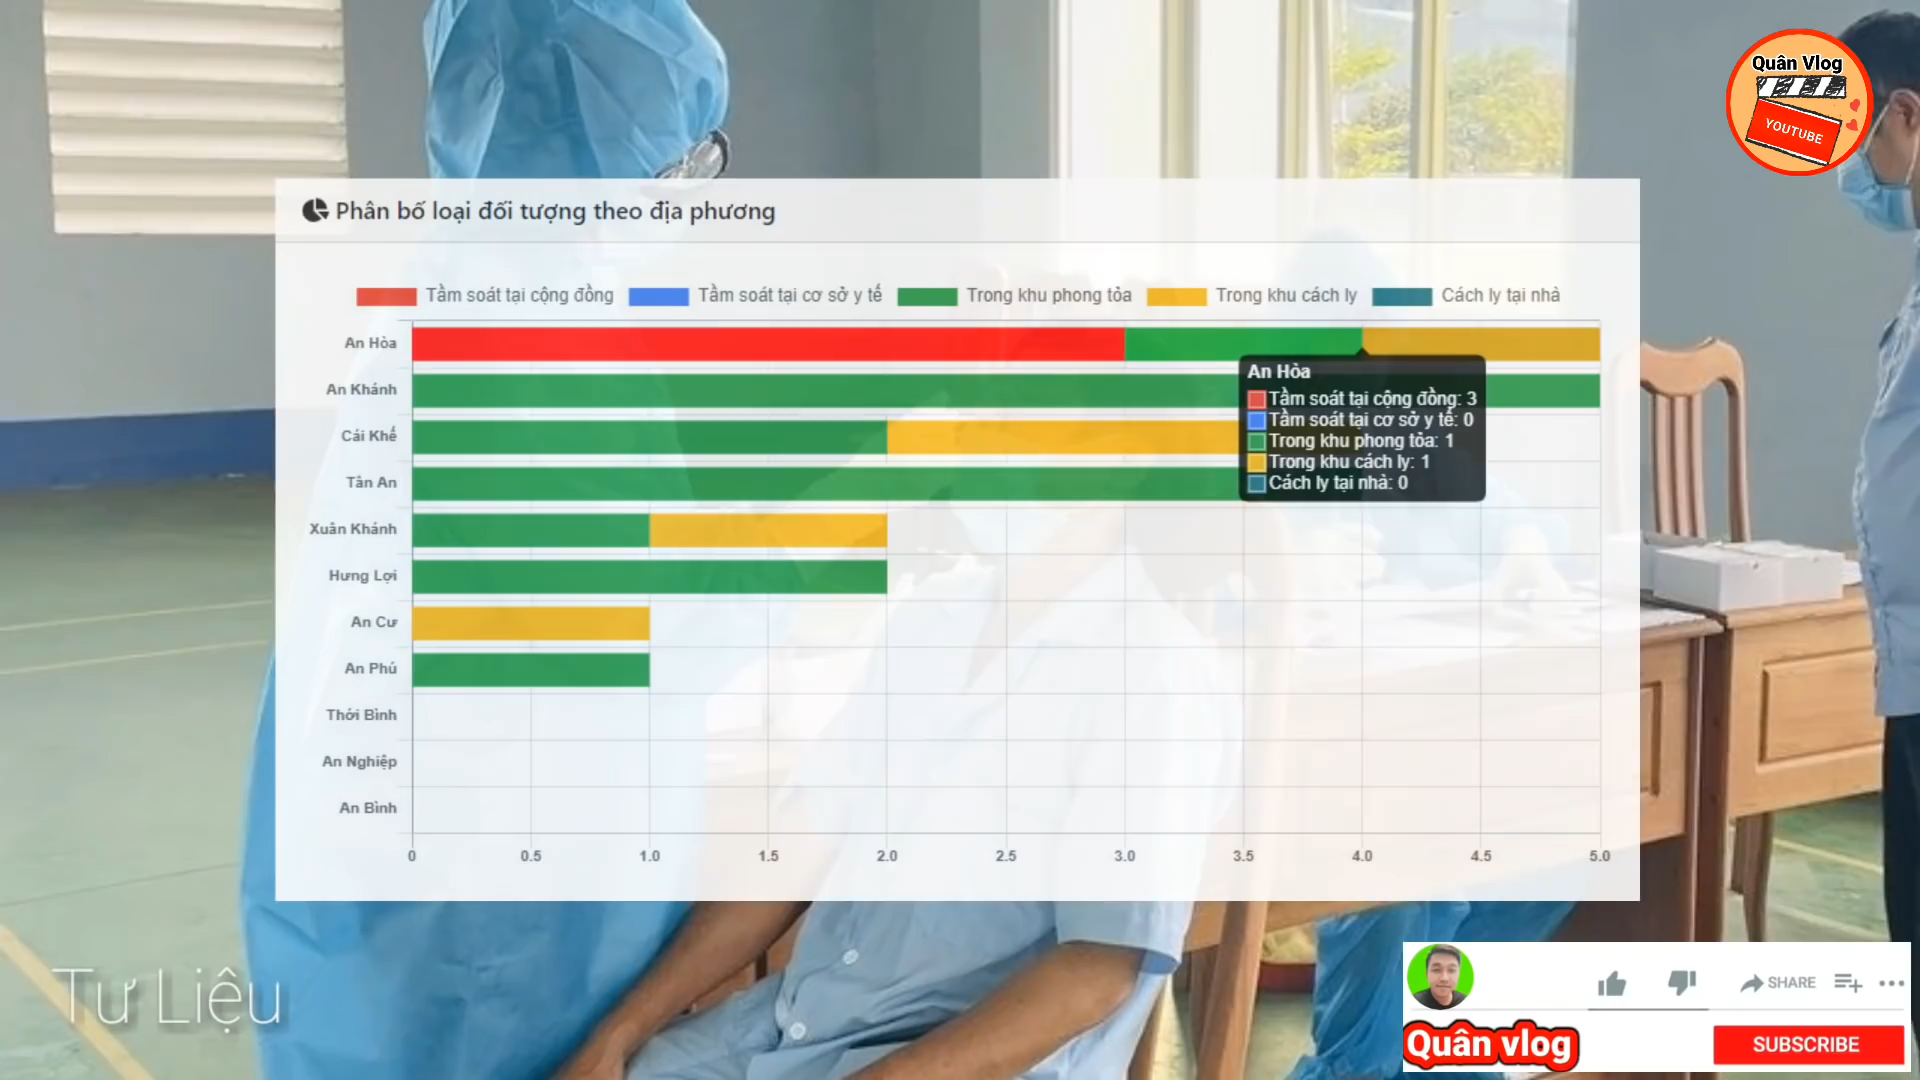 Quân Vlog
YOUTUBE
Phân bố loại đối tượng theo địa phương
Tầm soát tại cộng đồng
Tầm soát tại cơ sở y tế
Trong khu phong tỏa
Trong khu cách ly
Cách ly tại nhà
An Hòa
An Khánh
Cái Khế
Tân An
Xuân Khánh
Hưng Lợi
An Cư
An Phú
Thới Bình
An Nghiệp
An Bình
An Hòa
Tầm soát tại cộng đồng: 3
Tầm soát tại cơ sở y tế: 0
Trong khu phong tỏa: 1
Trong khu cách ly: 1
Cách ly tại nhà: 0
0 0.5 1.0 1.5 2.0 2.5 3.0 3.5 4.0 4.5 5.0
Tư Liệu
SHARE
Quân vlog
SUBSCRIBE